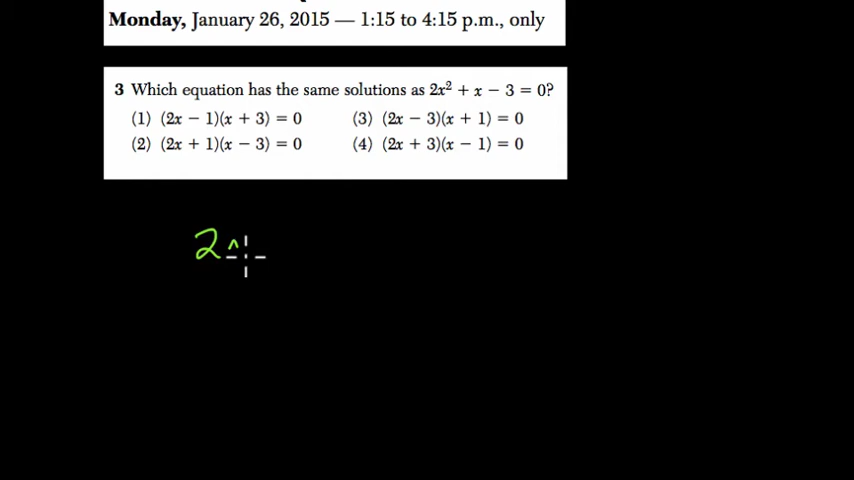 Monday, January 26, 2015 — 1:15 to 4:15 p.m., only
3 Which equation has the same solutions as 2x² + x − 3 = 0?
(1) (2x − 1)(x + 3) = 0 (3) (2x − 3)(x + 1) = 0
(2) (2x + 1)(x − 3) = 0 (4) (2x + 3)(x − 1) = 0
2